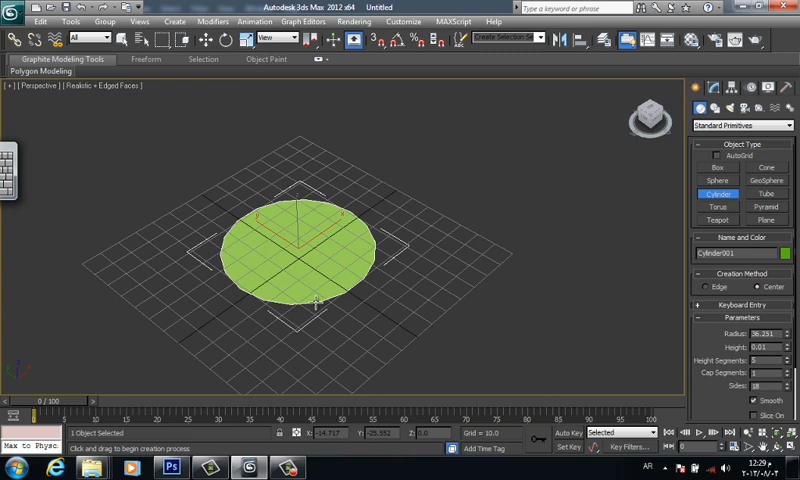 Autodesk 3ds Max 2012 x64 Untitled
Type a keyword or phrase
Edit Tools Group Views Create Modifiers Animation Graph Editors Rendering Customize MAXScript Help
All View Create Selection Se
Graphite Modeling Tools Freeform Selection Object Paint
Polygon Modeling
[ + ] [ Perspective ] [ Realistic + Edged Faces ]
Standard Primitives
Object Type
AutoGrid
Box Cone
Sphere GeoSphere
Cylinder Tube
Torus Pyramid
Teapot Plane
Name and Color
Cylinder001
Creation Method
Edge Center
Keyboard Entry
Parameters
Radius: 36.251
Height: 0.01
Height Segments: 5
Cap Segments: 1
Sides: 18
Smooth
Slice On
0 / 100
0 5 10 15 20 25 30 35 40 45 50 55 60 65 70 75 80 85 90 95 100
1 Object Selected X: -14.717 Y: -25.552 Z: 0.0 Grid = 10.0 Auto Key Selected
Max to Physc. Click and drag to begin creation process Add Time Tag Set Key Key Filters... 0
AR
12:29 م